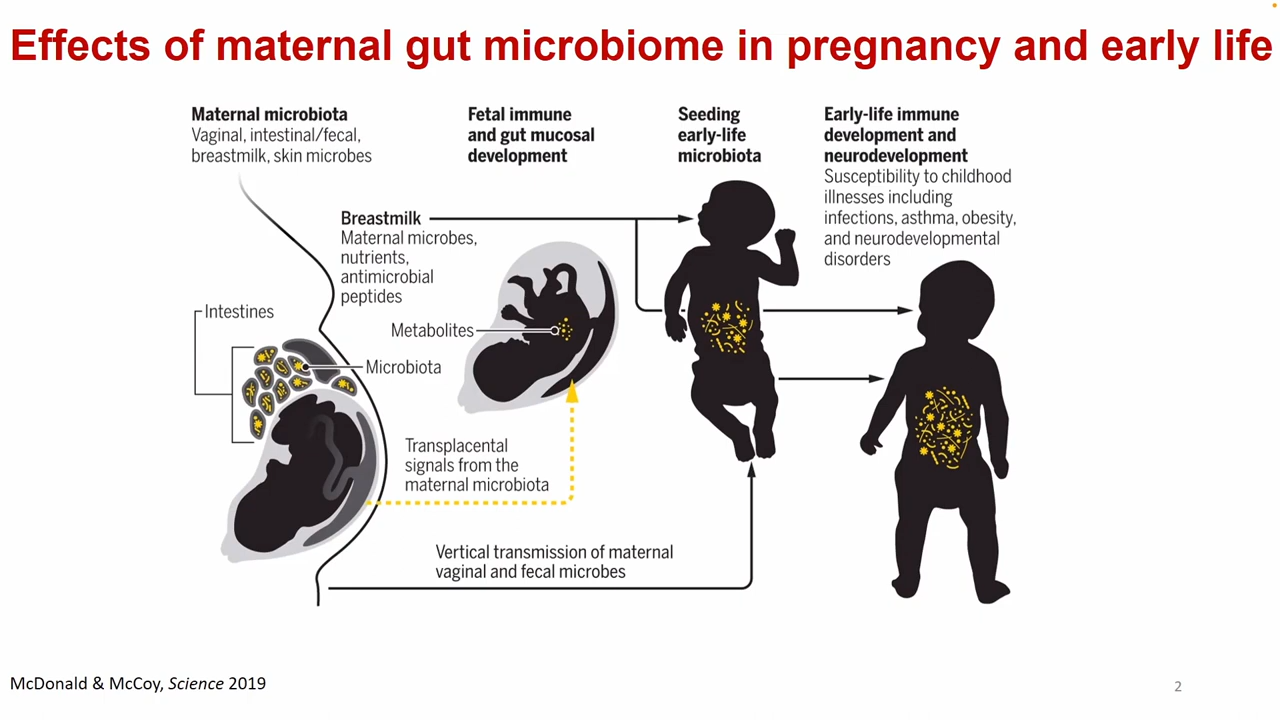 Effects of maternal gut microbiome in pregnancy and early life
Maternal microbiota
Vaginal, intestinal/fecal,
breastmilk, skin microbes
Fetal immune
and gut mucosal
development
Seeding
early-life
microbiota
Early-life immune
development and
neurodevelopment
Susceptibility to childhood
illnesses including
infections, asthma, obesity,
and neurodevelopmental
disorders
Breastmilk
Maternal microbes,
nutrients,
antimicrobial
peptides
Intestines
Metabolites
Microbiota
Transplacental
signals from the
maternal microbiota
Vertical transmission of maternal
vaginal and fecal microbes
McDonald & McCoy, Science 2019
2